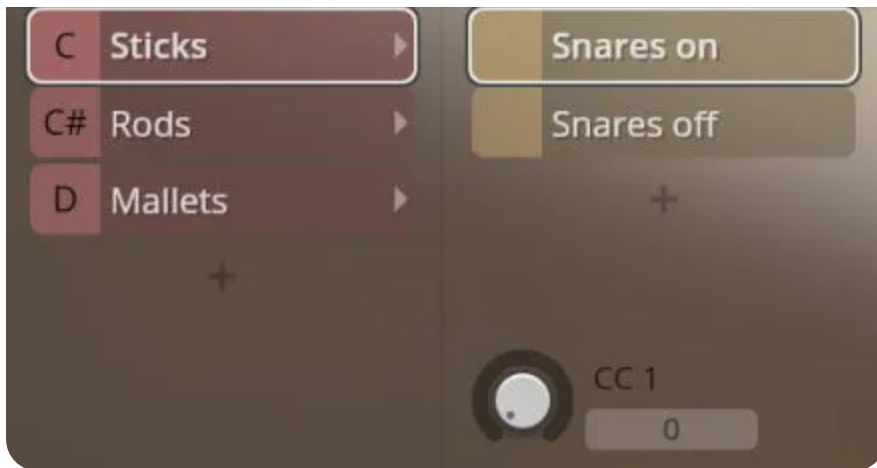 C Sticks
C# Rods
D Mallets
Snares on
Snares off
CC 1
0